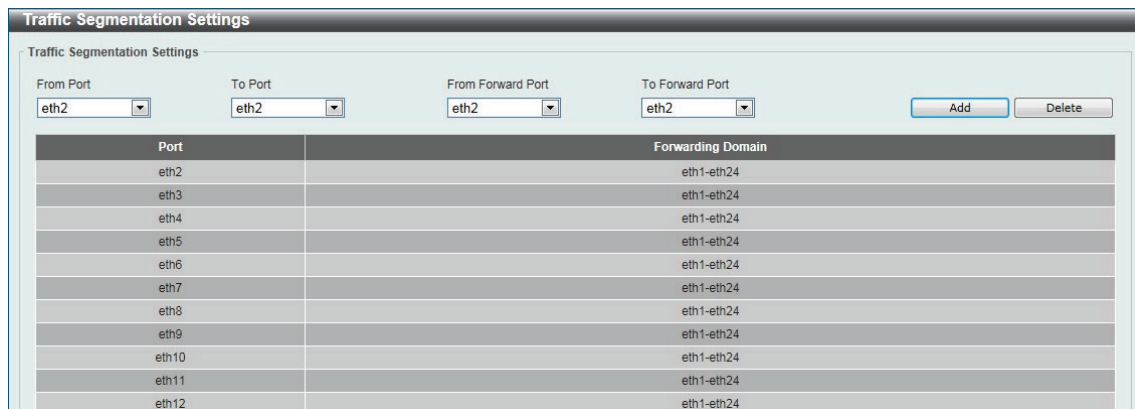 Traffic Segmentation Settings
Traffic Segmentation Settings
From Port To Port From Forward Port To Forward Port
eth2 eth2 eth2 eth2 Add Delete
Port Forwarding Domain
eth2 eth1-eth24
eth3 eth1-eth24
eth4 eth1-eth24
eth5 eth1-eth24
eth6 eth1-eth24
eth7 eth1-eth24
eth8 eth1-eth24
eth9 eth1-eth24
eth10 eth1-eth24
eth11 eth1-eth24
eth12 eth1-eth24